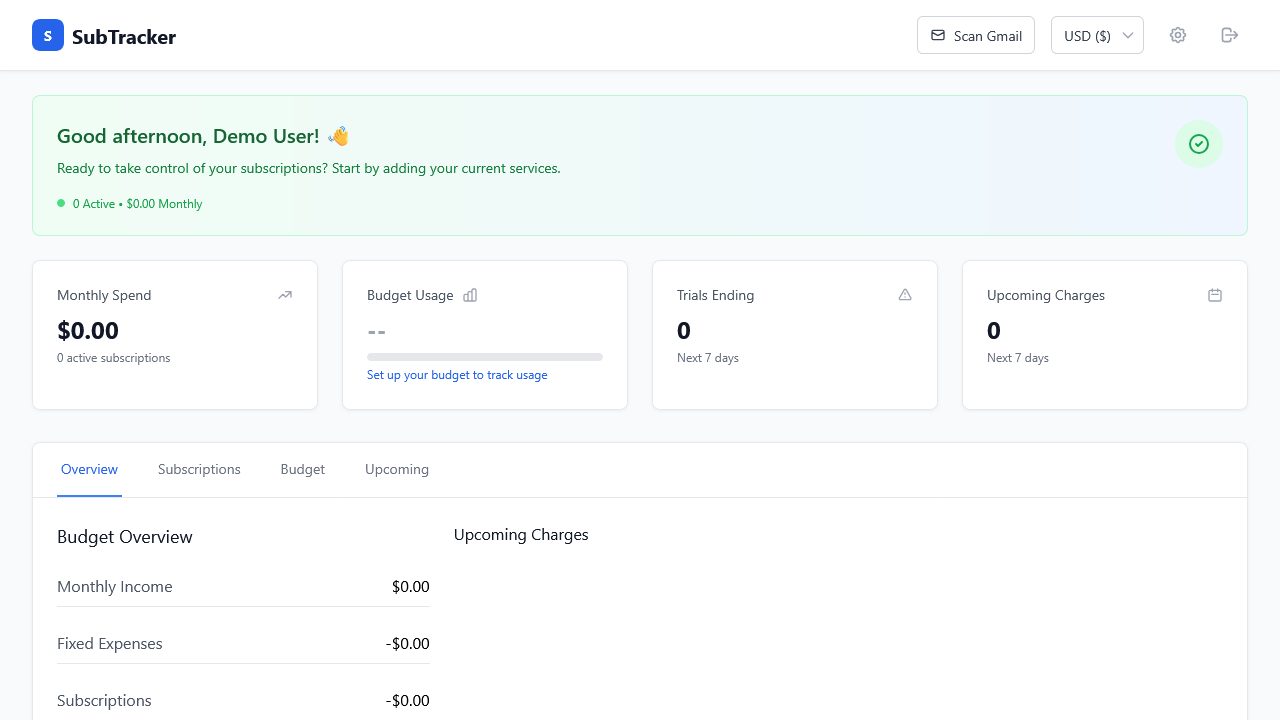 S SubTracker
Scan Gmail
USD ($)
Good afternoon, Demo User! 👋
Ready to take control of your subscriptions? Start by adding your current services.
0 Active • $0.00 Monthly
Monthly Spend
$0.00
0 active subscriptions
Budget Usage
--
Set up your budget to track usage
Trials Ending
0
Next 7 days
Upcoming Charges
0
Next 7 days
Overview
Subscriptions
Budget
Upcoming
Budget Overview
Monthly Income $0.00
Fixed Expenses -$0.00
Subscriptions -$0.00
Upcoming Charges